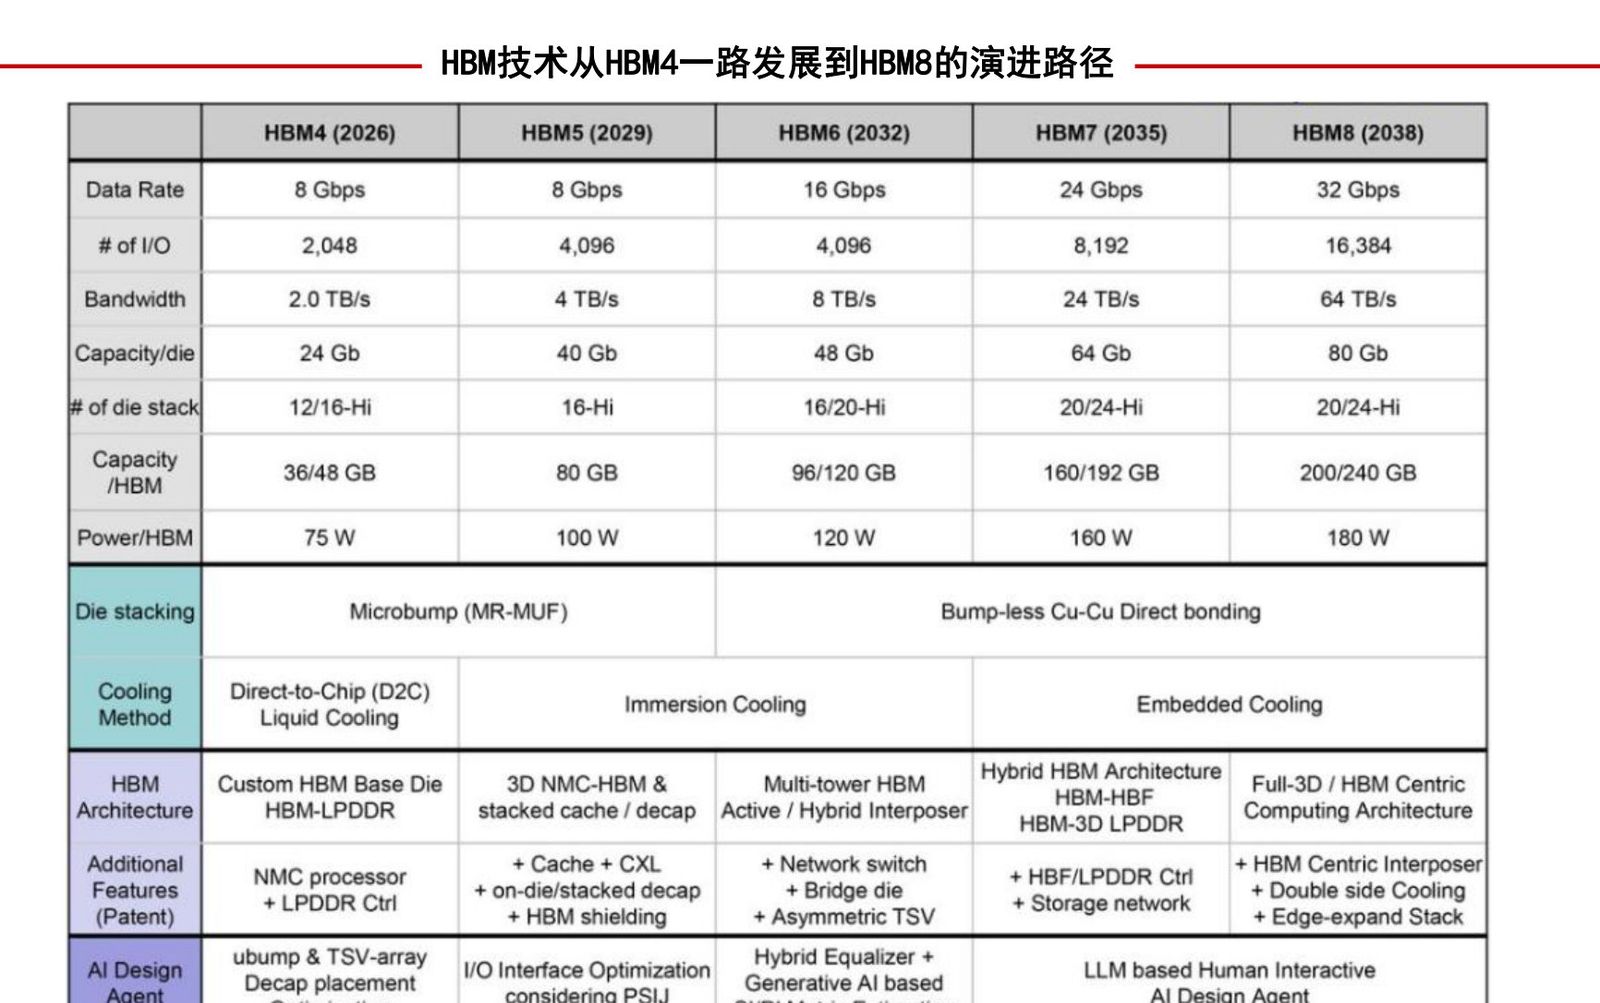 HBM技术从HBM4一路发展到HBM8的演进路径
HBM4 (2026) HBM5 (2029) HBM6 (2032) HBM7 (2035) HBM8 (2038)
Data Rate 8 Gbps 8 Gbps 16 Gbps 24 Gbps 32 Gbps
# of I/O 2,048 4,096 4,096 8,192 16,384
Bandwidth 2.0 TB/s 4 TB/s 8 TB/s 24 TB/s 64 TB/s
Capacity/die 24 Gb 40 Gb 48 Gb 64 Gb 80 Gb
# of die stack 12/16-Hi 16-Hi 16/20-Hi 20/24-Hi 20/24-Hi
Capacity
/HBM
36/48 GB 80 GB 96/120 GB 160/192 GB 200/240 GB
Power/HBM 75 W 100 W 120 W 160 W 180 W
Die stacking Microbump (MR-MUF) Bump-less Cu-Cu Direct bonding
Cooling
Method
Direct-to-Chip (D2C)
Liquid Cooling
Immersion Cooling
Embedded Cooling
HBM
Architecture
Custom HBM Base Die
HBM-LPDDR
3D NMC-HBM &
stacked cache / decap
Multi-tower HBM
Active / Hybrid Interposer
Hybrid HBM Architecture
HBM-HBF
HBM-3D LPDDR
Full-3D / HBM Centric
Computing Architecture
Additional
Features
(Patent)
NMC processor
+ LPDDR Ctrl
+ Cache + CXL
+ on-die/stacked decap
+ HBM shielding
+ Network switch
+ Bridge die
+ Asymmetric TSV
+ HBF/LPDDR Ctrl
+ Storage network
+ HBM Centric Interposer
+ Double side Cooling
+ Edge-expand Stack
AI Design
Agent
ubump & TSV-array
Decap placement
I/O Interface Optimization
considering PSIJ
Hybrid Equalizer +
Generative AI based
LLM based Human Interactive
AI Design Agent